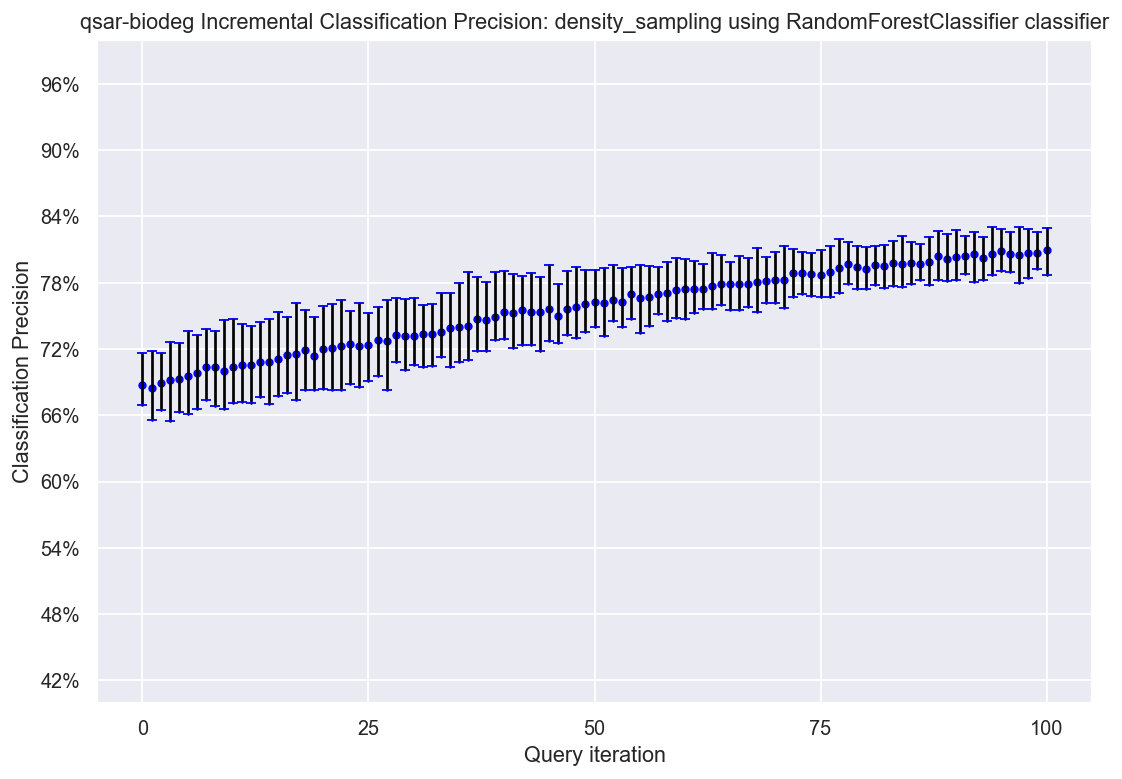 qsar-biodeg Incremental Classification Precision: density_sampling using RandomForestClassifier classifier
96%
90%
84%
78%
72%
66%
60%
54%
48%
42%
Classification Precision
0 25 50 75 100
Query iteration